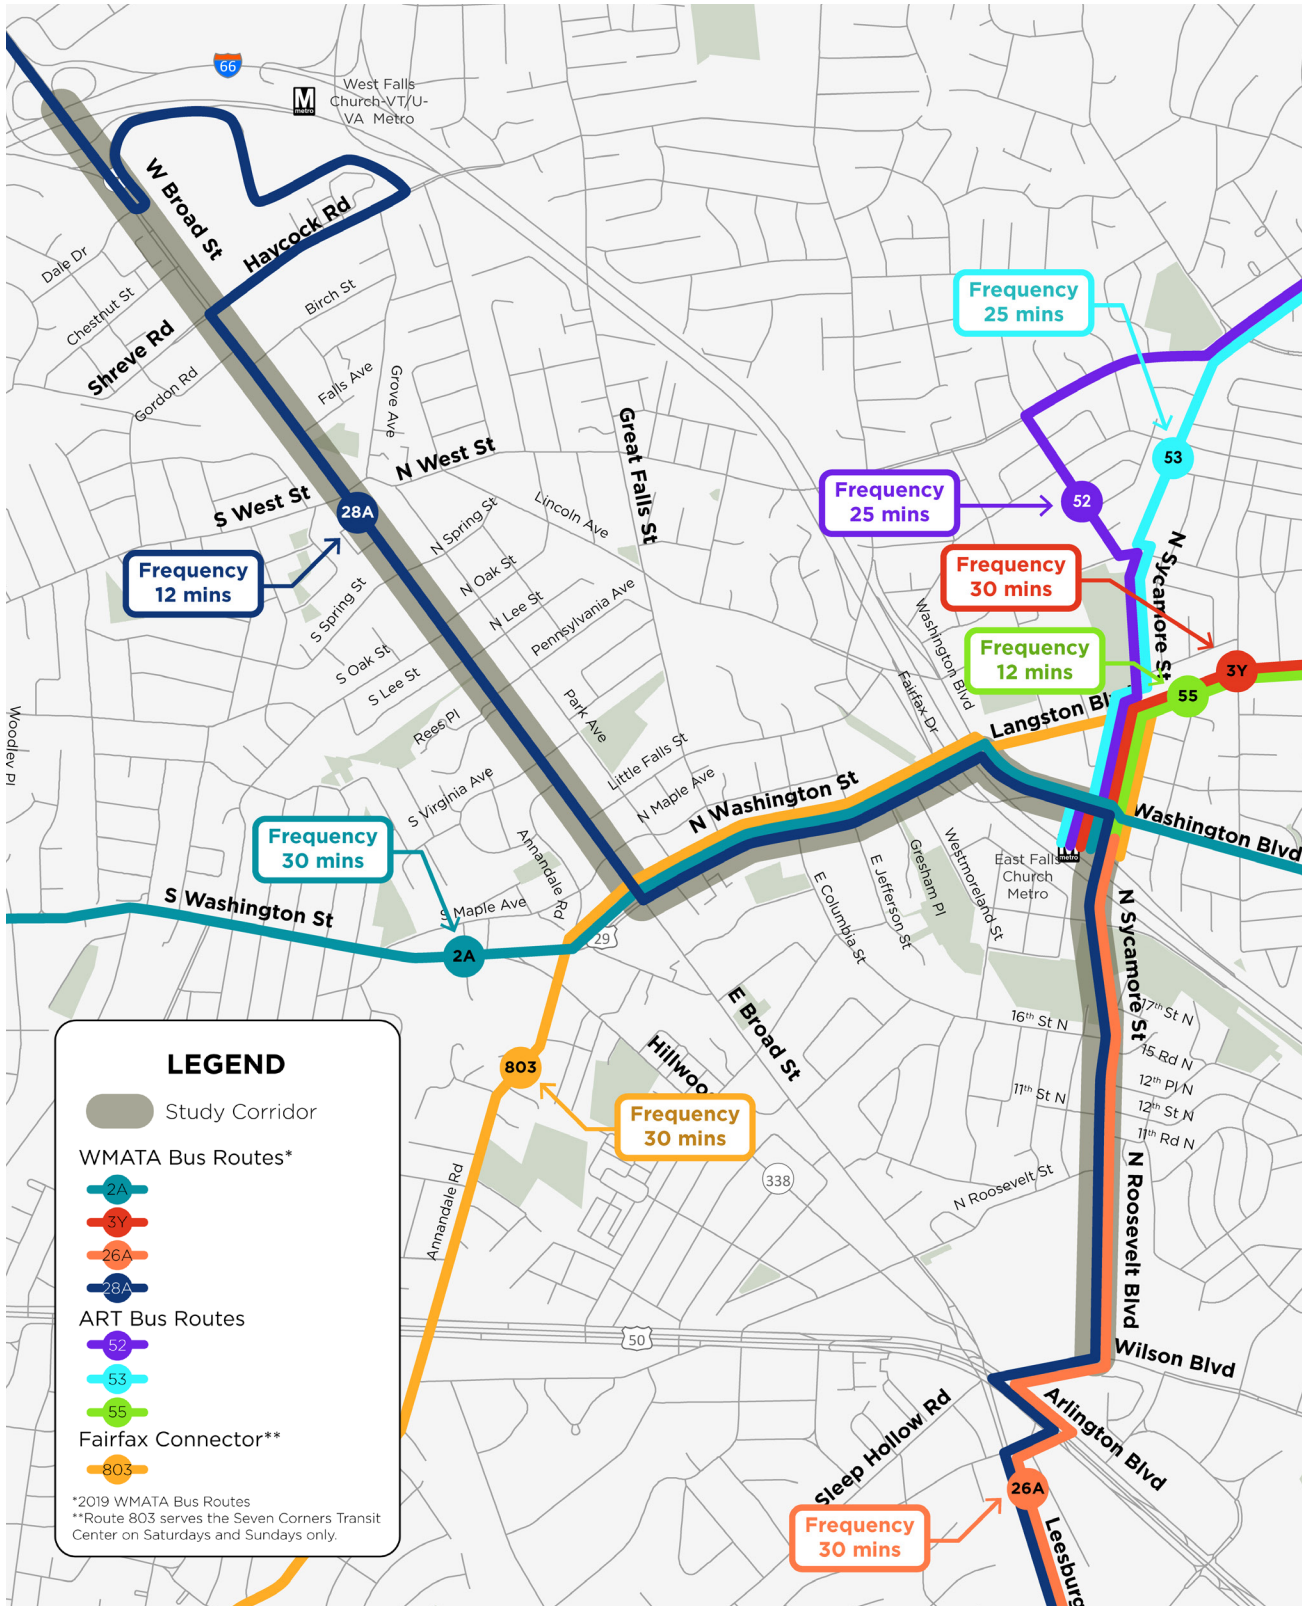 66
M
metro
West Falls
Church-VT/U-
VA Metro
W Broad St
Haycock Rd
Dale Dr
Chestnut St
Birch St
Shreve Rd
Gordon Rd
Falls Ave
Grove Ave
Great Falls St
N West St
S West St
28A
Frequency
12 mins
N Spring St
Lincoln Ave
N Oak St
S Spring St
N Lee St
Pennsylvania Ave
S Oak St
S Lee St
Rees Pl
Park Ave
Little Falls St
N Maple Ave
S Virginia Ave
Annandale Rd
S Maple Ave
Woodley Pl
N Washington St
Frequency
25 mins
53
Frequency
25 mins
52
N Sycamore St
Frequency
30 mins
3Y
Frequency
12 mins
55
Washington Blvd
Fairfax Dr
Langston Bl
Washington Blvd
M
metro
East Falls
Church
Metro
Westmoreland St
Gresham Pl
E Jefferson St
E Columbia St
Frequency
30 mins
S Washington St
2A
29
E Broad St
Hillwoo
803
Frequency
30 mins
Annandale Rd
338
50
N Sycamore St
17th St N
16th St N
15 Rd N
12th Pl N
11th St N
12th St N
11th Rd N
N Roosevelt St
N Roosevelt Blvd
Wilson Blvd
Arlington Blvd
Sleep Hollow Rd
26A
Frequency
30 mins
Leesburg
LEGEND
Study Corridor
WMATA Bus Routes*
2A
3Y
26A
28A
ART Bus Routes
52
53
55
Fairfax Connector**
803
*2019 WMATA Bus Routes
**Route 803 serves the Seven Corners Transit
Center on Saturdays and Sundays only.